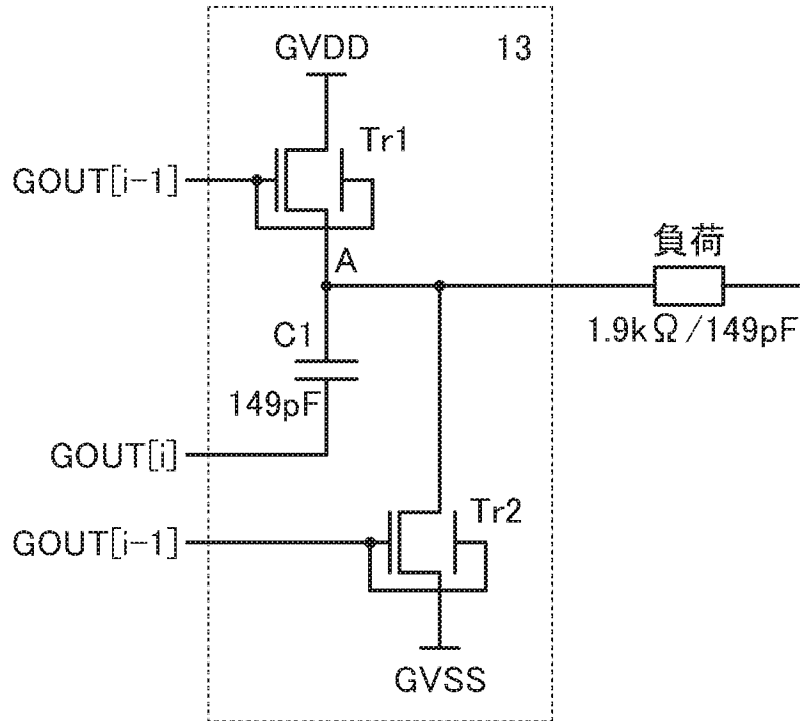 13
GVDD
Tr1
GOUT[i-1]
A
負荷
1.9kΩ/149pF
C1
149pF
GOUT[i]
Tr2
GOUT[i-1]
GVSS